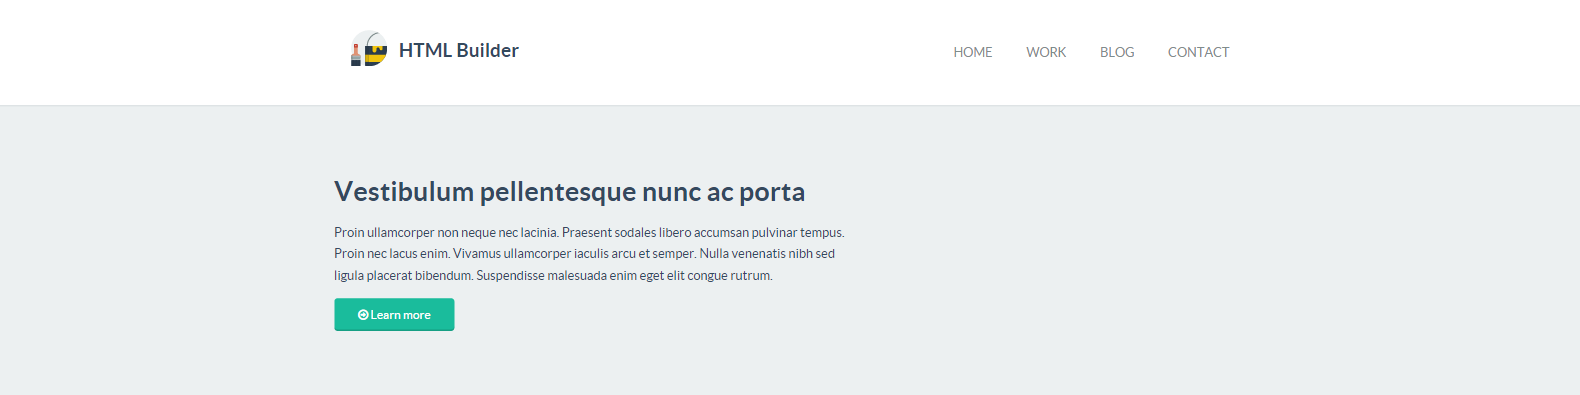 HTML Builder
HOME WORK BLOG CONTACT
Vestibulum pellentesque nunc ac porta
Proin ullamcorper non neque nec lacinia. Praesent sodales libero accumsan pulvinar tempus.
Proin nec lacus enim. Vivamus ullamcorper iaculis arcu et semper. Nulla venenatis nibh sed
ligula placerat bibendum. Suspendisse malesuada enim eget elit congue rutrum.
Learn more